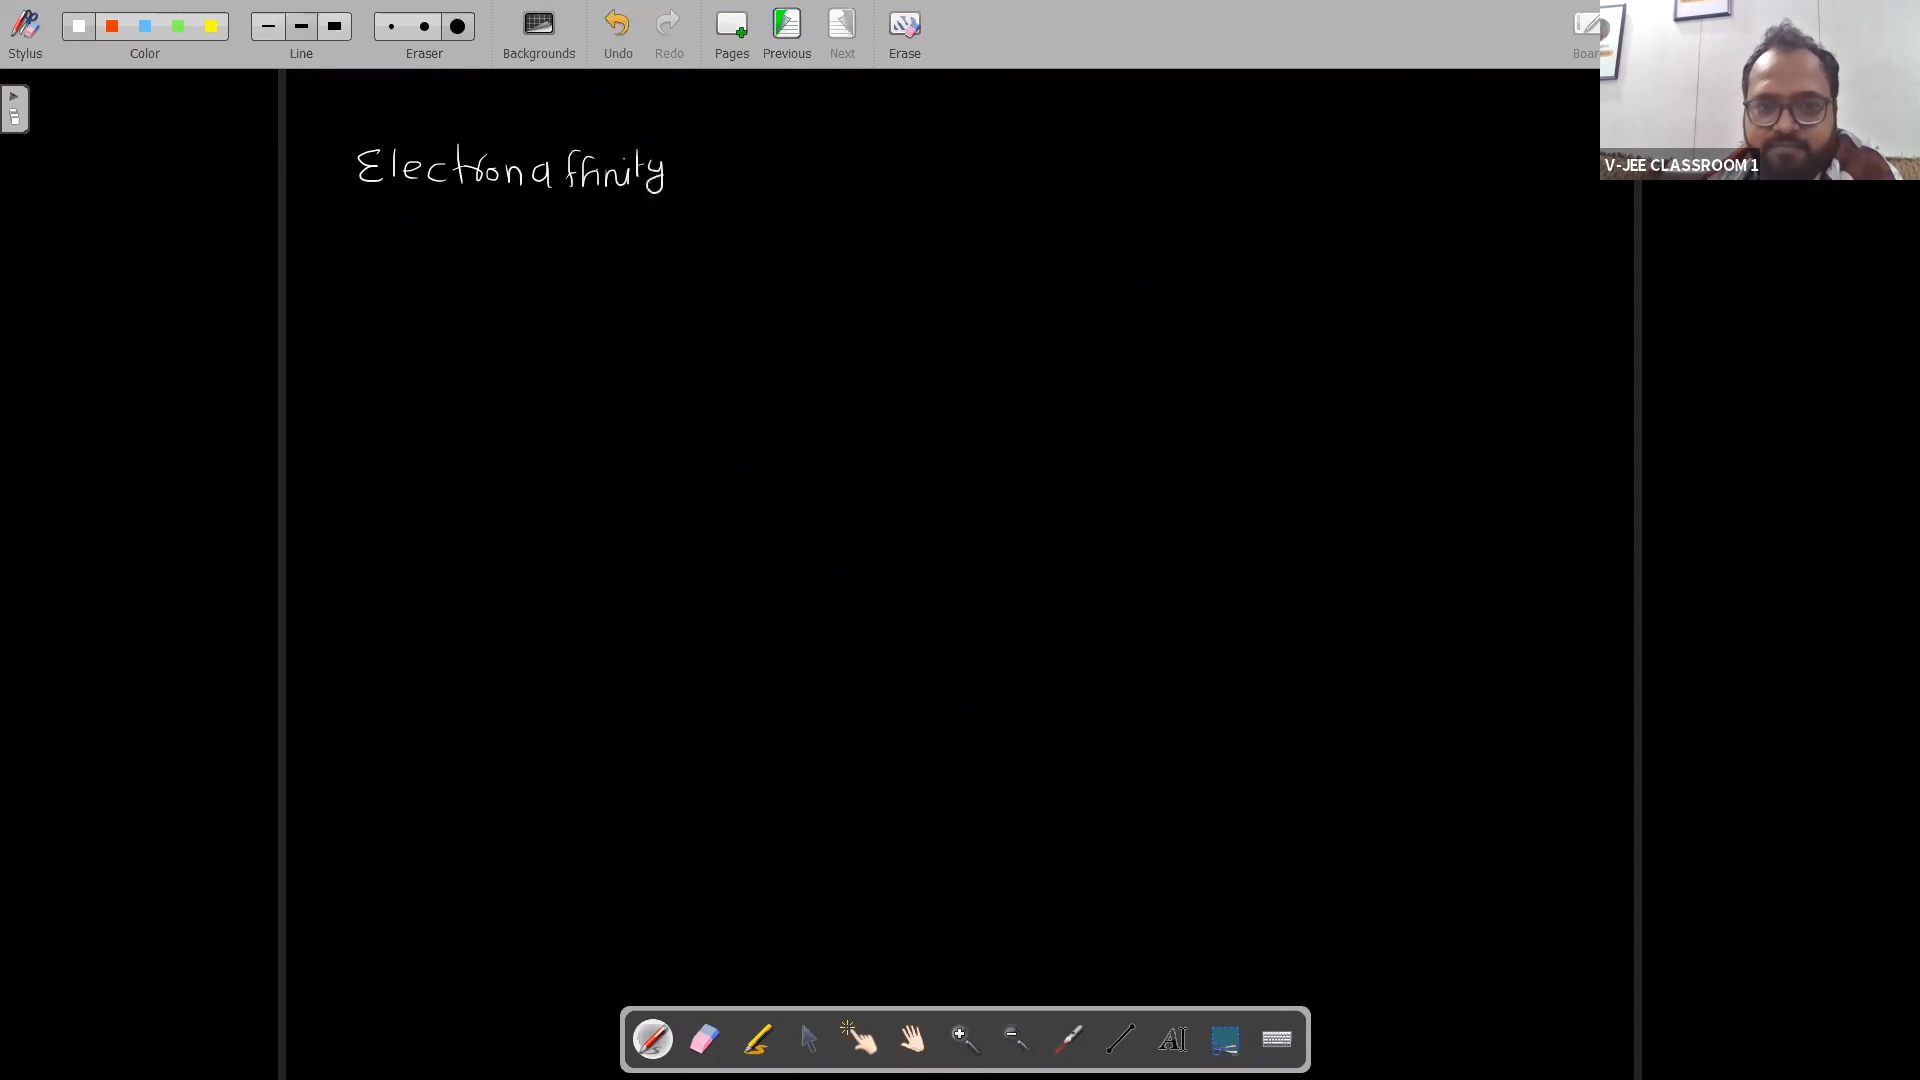 Stylus Color Line Eraser Backgrounds Undo Redo Pages Previous Next Erase
V-JEE CLASSROOM 1
Electron affinity